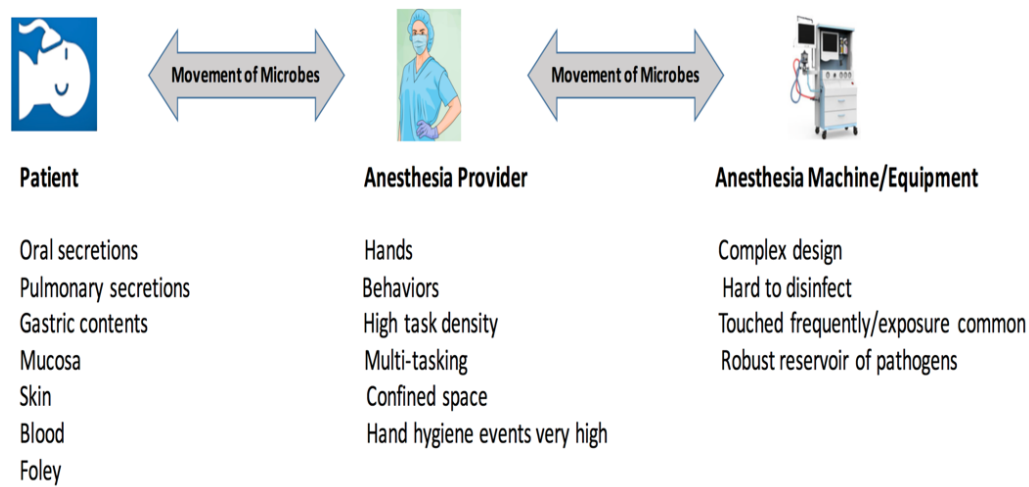 Movement of Microbes
Movement of Microbes
Patient
Oral secretions
Pulmonary secretions
Gastric contents
Mucosa
Skin
Blood
Foley
Anesthesia Provider
Hands
Behaviors
High task density
Multi-tasking
Confined space
Hand hygiene events very high
Anesthesia Machine/Equipment
Complex design
Hard to disinfect
Touched frequently/exposure common
Robust reservoir of pathogens